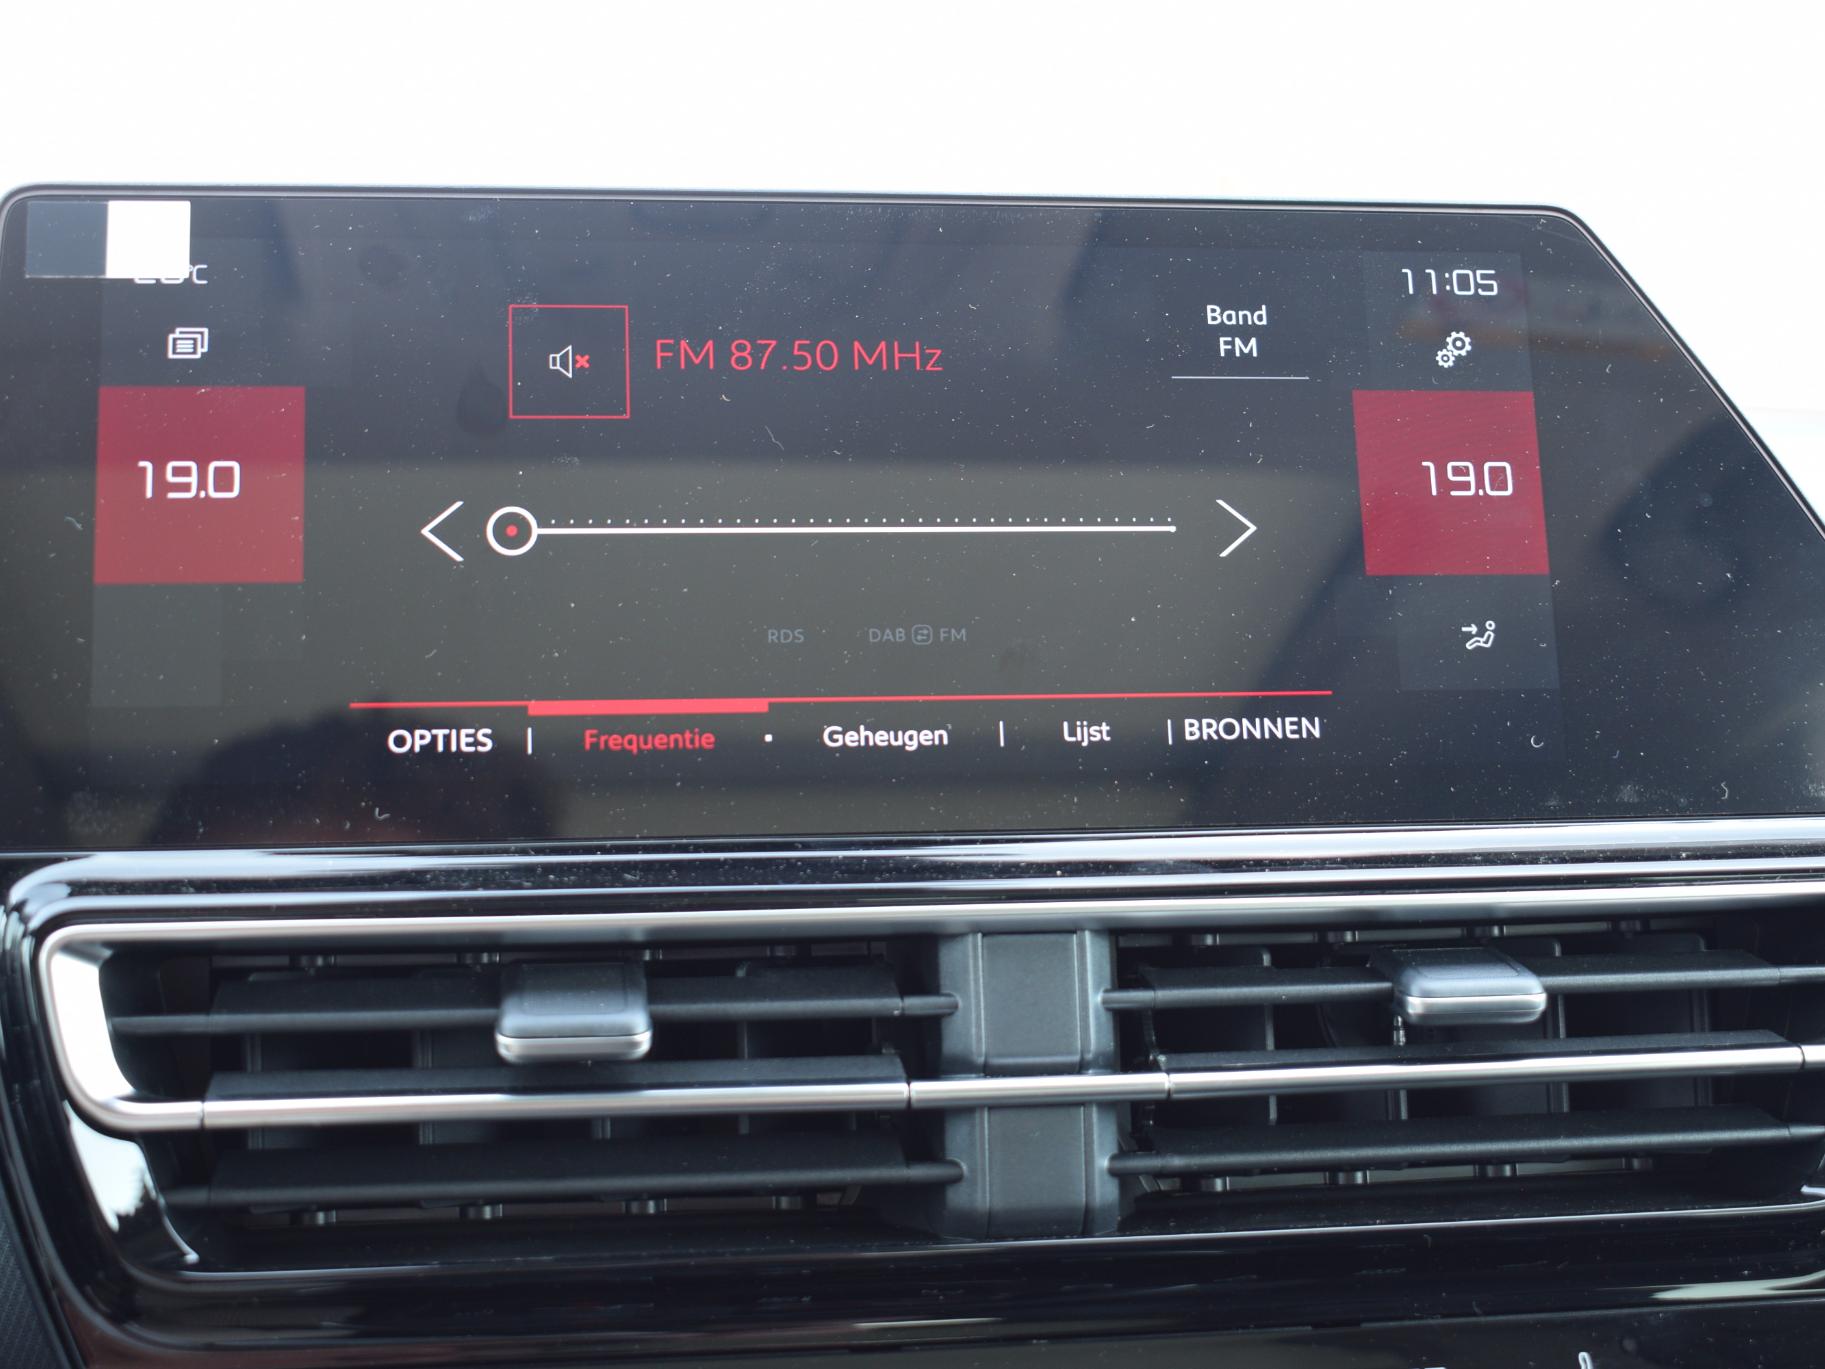 °C
11:05
FM 87.50 MHz
Band
FM
19.0
19.0
RDS
DAB FM
OPTIES | Frequentie • Geheugen | Lijst | BRONNEN